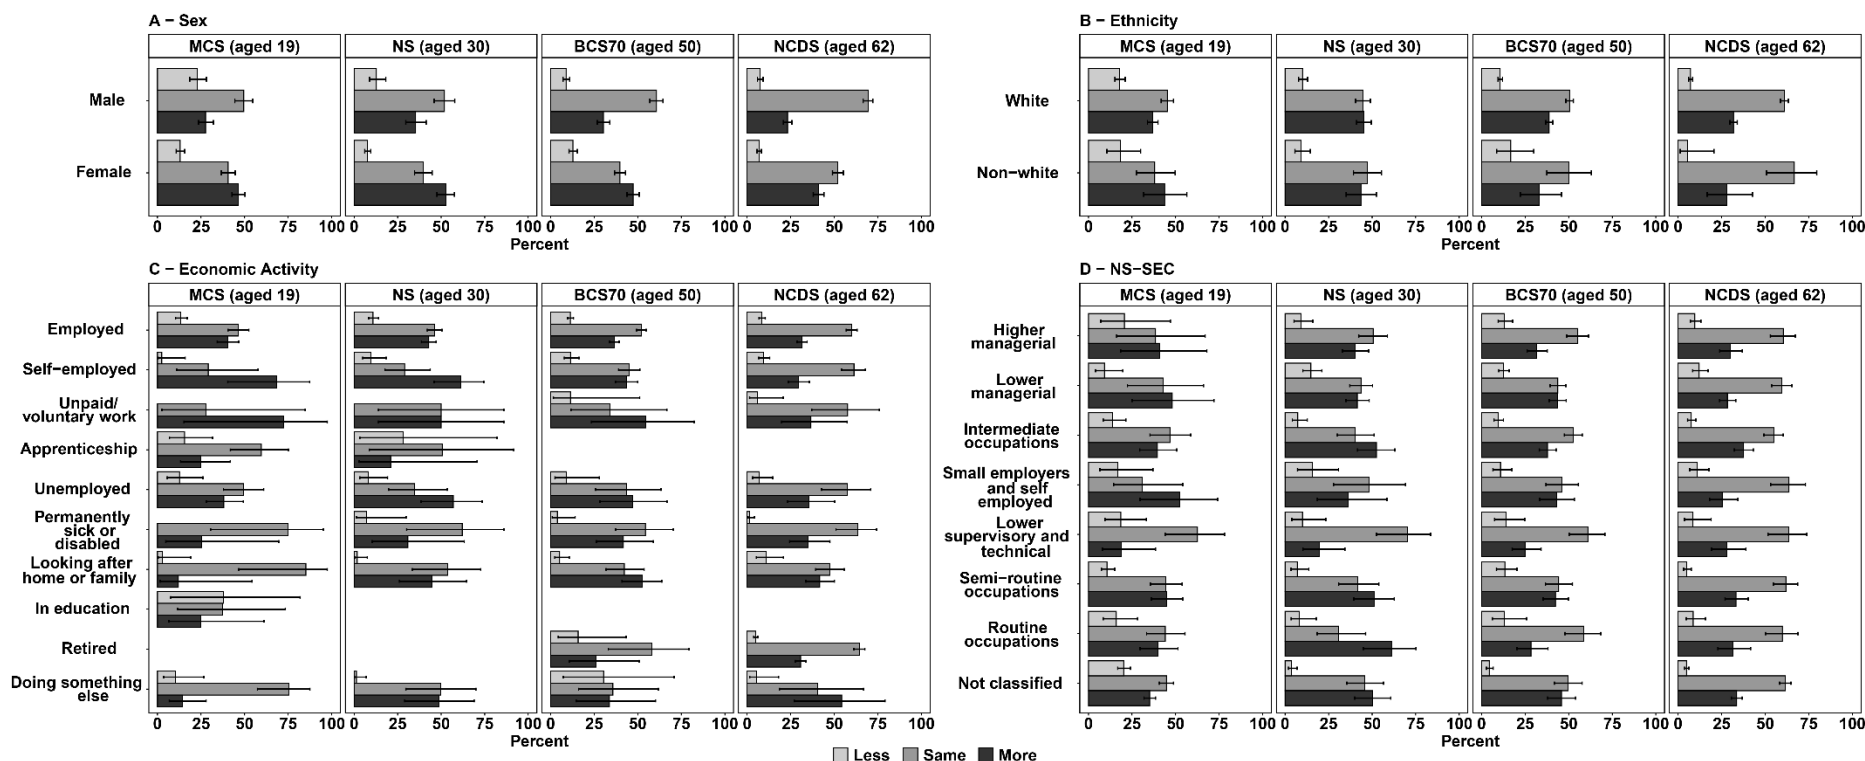 A − Sex
MCS (aged 19) NS (aged 30) BCS70 (aged 50) NCDS (aged 62)
Male
Female
0 25 50 75 100 0 25 50 75 100 0 25 50 75 100 0 25 50 75 100
Percent
B − Ethnicity
MCS (aged 19) NS (aged 30) BCS70 (aged 50) NCDS (aged 62)
White
Non−white
0 25 50 75 100 0 25 50 75 100 0 25 50 75 100 0 25 50 75 100
Percent
C − Economic Activity
MCS (aged 19) NS (aged 30) BCS70 (aged 50) NCDS (aged 62)
Employed
Self−employed
Unpaid/
voluntary work
Apprenticeship
Unemployed
Permanently
sick or
disabled
Looking after
home or family
In education
Retired
Doing something
else
0 25 50 75 100 0 25 50 75 100 0 25 50 75 100 0 25 50 75 100
Percent
D − NS−SEC
MCS (aged 19) NS (aged 30) BCS70 (aged 50) NCDS (aged 62)
Higher
managerial
Lower
managerial
Intermediate
occupations
Small employers
and self
employed
Lower
supervisory and
technical
Semi−routine
occupations
Routine
occupations
Not classified
0 25 50 75 100 0 25 50 75 100 0 25 50 75 100 0 25 50 75 100
Percent
Less Same More